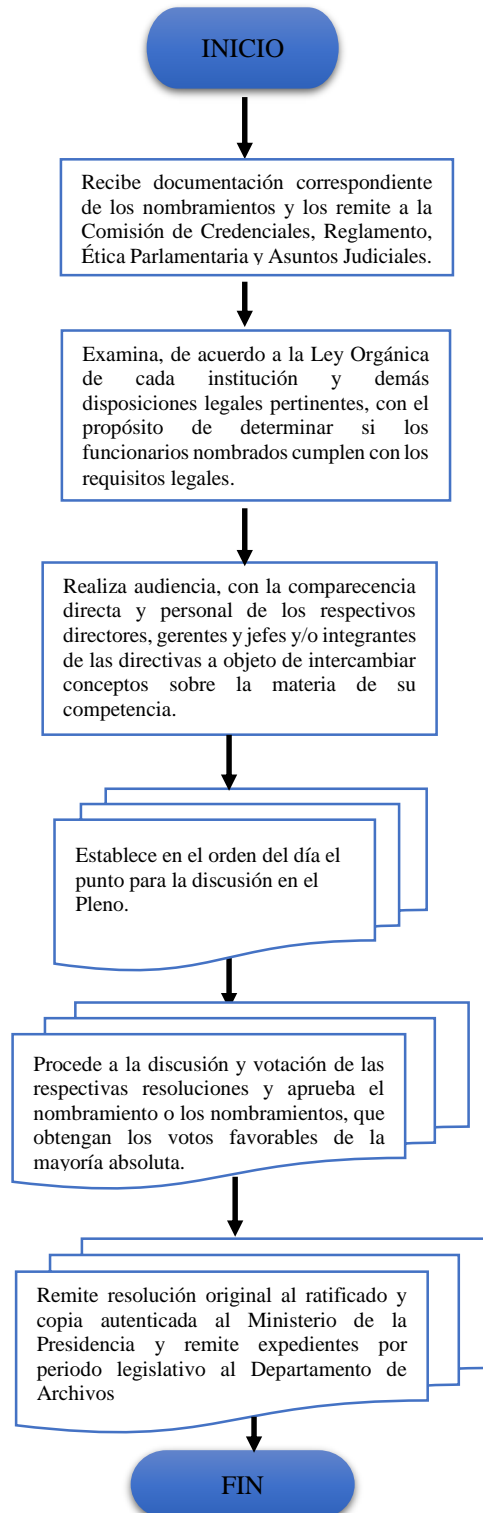 INICIO
Recibe documentación correspondiente
de los nombramientos y los remite a la
Comisión de Credenciales, Reglamento,
Ética Parlamentaria y Asuntos Judiciales.
Examina, de acuerdo a la Ley Orgánica
de cada institución y demás
disposiciones legales pertinentes, con el
propósito de determinar si los
funcionarios nombrados cumplen con los
requisitos legales.
Realiza audiencia, con la comparecencia
directa y personal de los respectivos
directores, gerentes y jefes y/o integrantes
de las directivas a objeto de intercambiar
conceptos sobre la materia de su
competencia.
Establece en el orden del día el
punto para la discusión en el
Pleno.
Procede a la discusión y votación de las
respectivas resoluciones y aprueba el
nombramiento o los nombramientos, que
obtengan los votos favorables de la
mayoría absoluta.
Remite resolución original al ratificado y
copia autenticada al Ministerio de la
Presidencia y remite expedientes por
periodo legislativo al Departamento de
Archivos
FIN